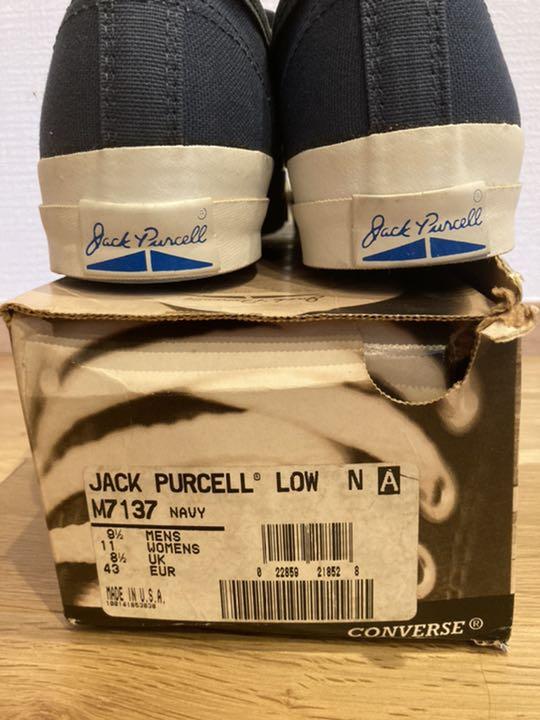 Jack Purcell ®
Jack Purcell ®
JACK PURCELL® LOW N A
M7137 NAVY
9½ MENS
11 WOMENS
8½ UK
43 EUR
MADE IN U.S.A.
0 22859 21852 8
CONVERSE®